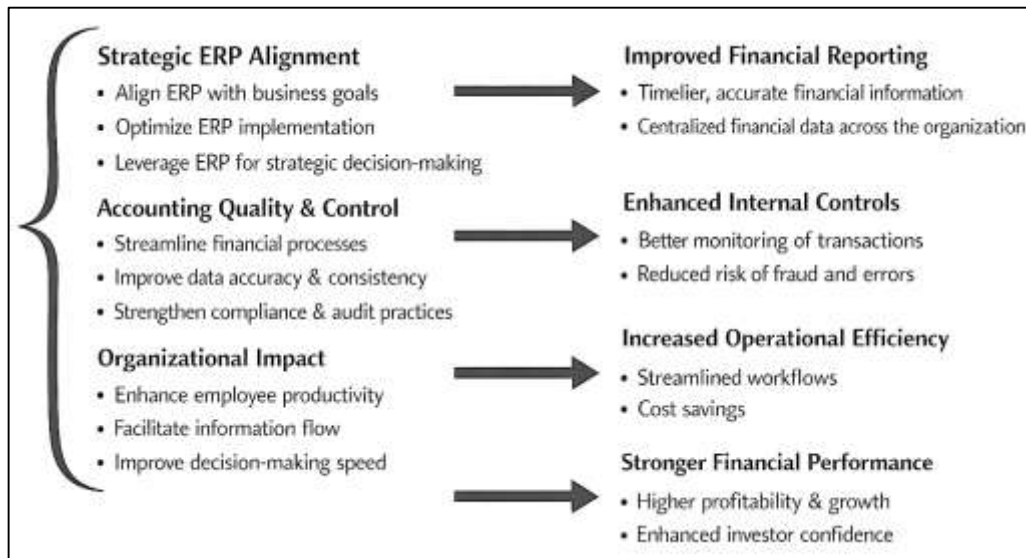 Strategic ERP Alignment
• Align ERP with business goals
• Optimize ERP implementation
• Leverage ERP for strategic decision-making
Accounting Quality & Control
• Streamline financial processes
• Improve data accuracy & consistency
• Strengthen compliance & audit practices
Organizational Impact
• Enhance employee productivity
• Facilitate information flow
• Improve decision-making speed
Improved Financial Reporting
• Timelier, accurate financial information
• Centralized financial data across the organization
Enhanced Internal Controls
• Better monitoring of transactions
• Reduced risk of fraud and errors
Increased Operational Efficiency
• Streamlined workflows
• Cost savings
Stronger Financial Performance
• Higher profitability & growth
• Enhanced investor confidence